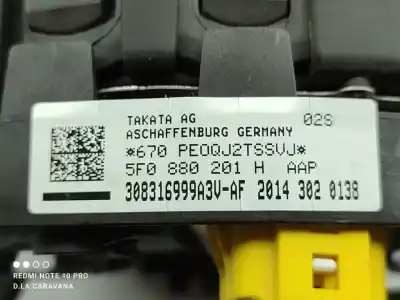 TAKATA AG 02S
ASCHAFFENBURG GERMANY
*670 PEOQJ2TSSVJ*
5F0 880 201 H AAP
308316999A3V-AF 2014 302 0138
REDMI NOTE 10 PRO
D.LA CARAVANA